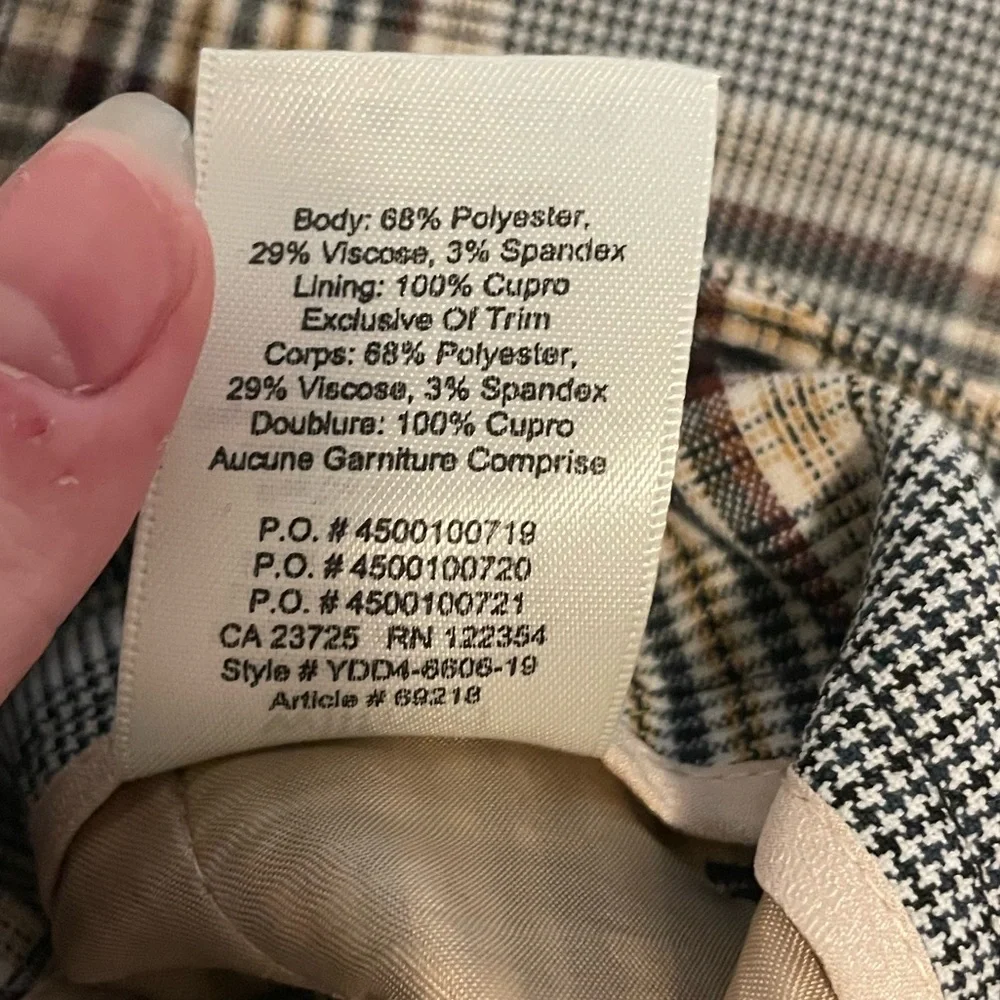 Body: 68% Polyester,
29% Viscose, 3% Spandex
Lining: 100% Cupro
Exclusive Of Trim
Corps: 68% Polyester,
29% Viscose, 3% Spandex
Doublure: 100% Cupro
Aucune Garniture Comprise
P.O. # 4500100719
P.O. # 4500100720
P.O. # 4500100721
CA 23725 RN 122354
Style # YDD4-6606-19
Article # 69218